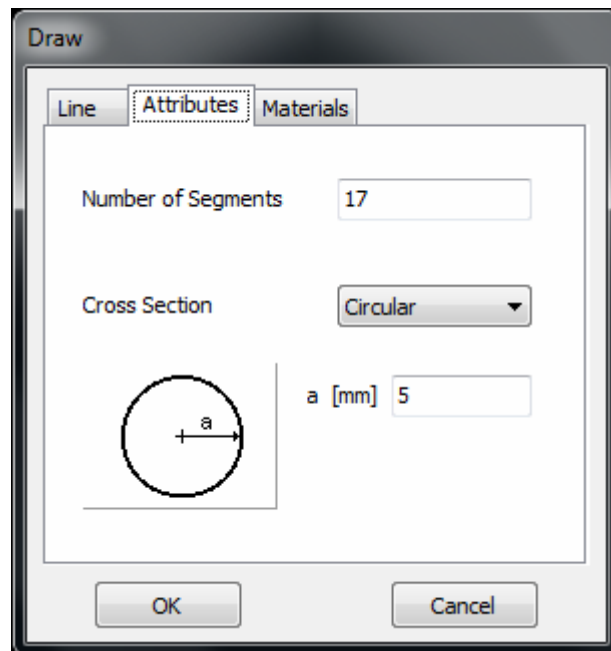 Draw
Line Attributes Materials
Number of Segments 17
Cross Section Circular
a
a [mm] 5
OK Cancel